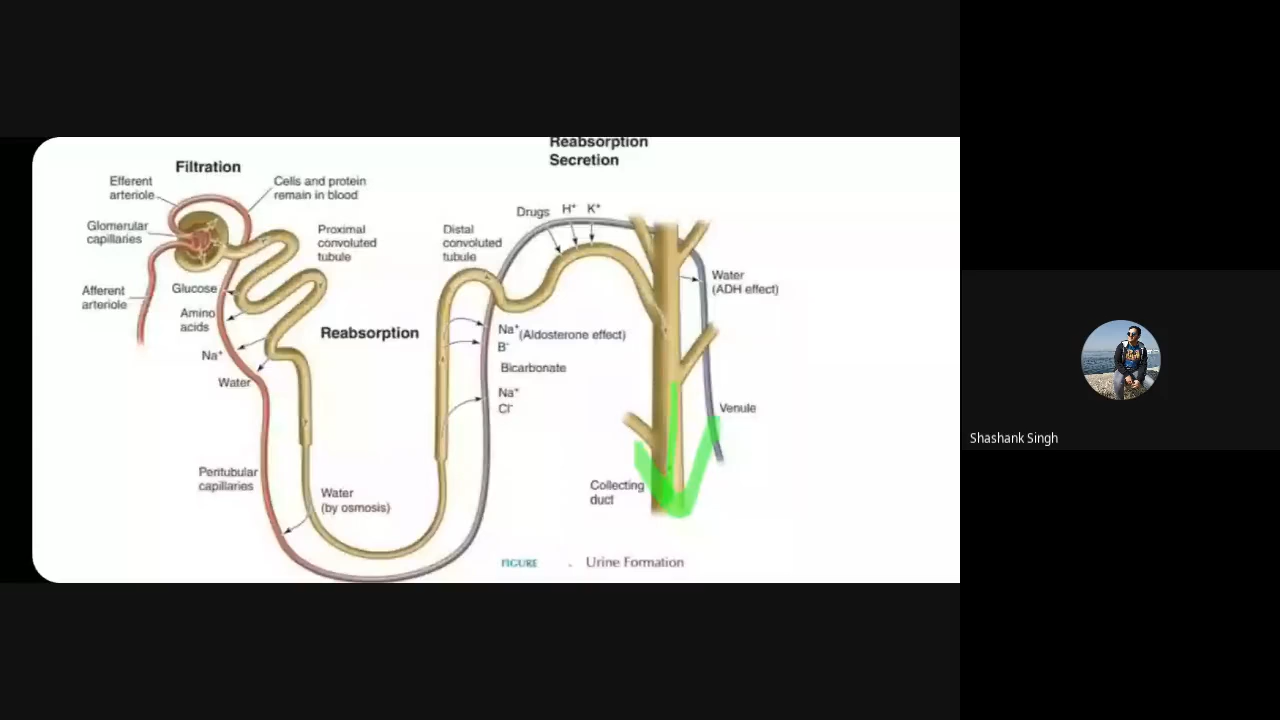 Reabsorption
Secretion
Filtration
Efferent
arteriole
Cells and protein
remain in blood
Glomerular
capillaries
Proximal
convoluted
tubule
Distal
convoluted
tubule
Drugs H⁺ K⁺
Afferent
arteriole
Glucose
Amino
acids
Na⁺
Water
Reabsorption
Na⁺ (Aldosterone effect)
B⁻
Bicarbonate
Na⁺
Cl⁻
Water
(ADH effect)
Venule
Peritubular
capillaries
Water
(by osmosis)
Collecting
duct
FIGURE . Urine Formation
Shashank Singh